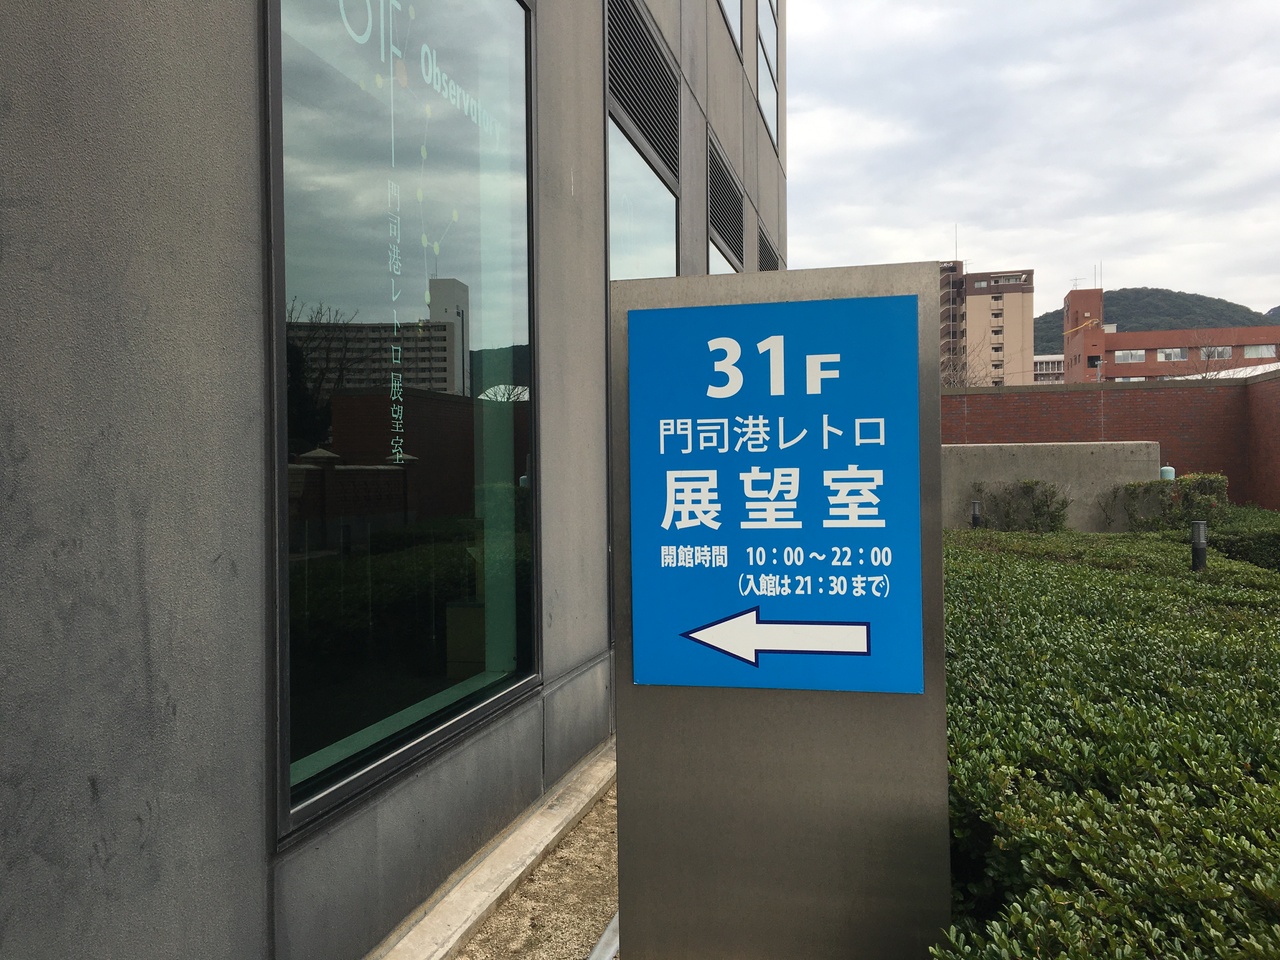 Observatory
門司港レトロ展望室
31F
門司港レトロ
展望室
開館時間 10：00～22：00
（入館は21：30まで）